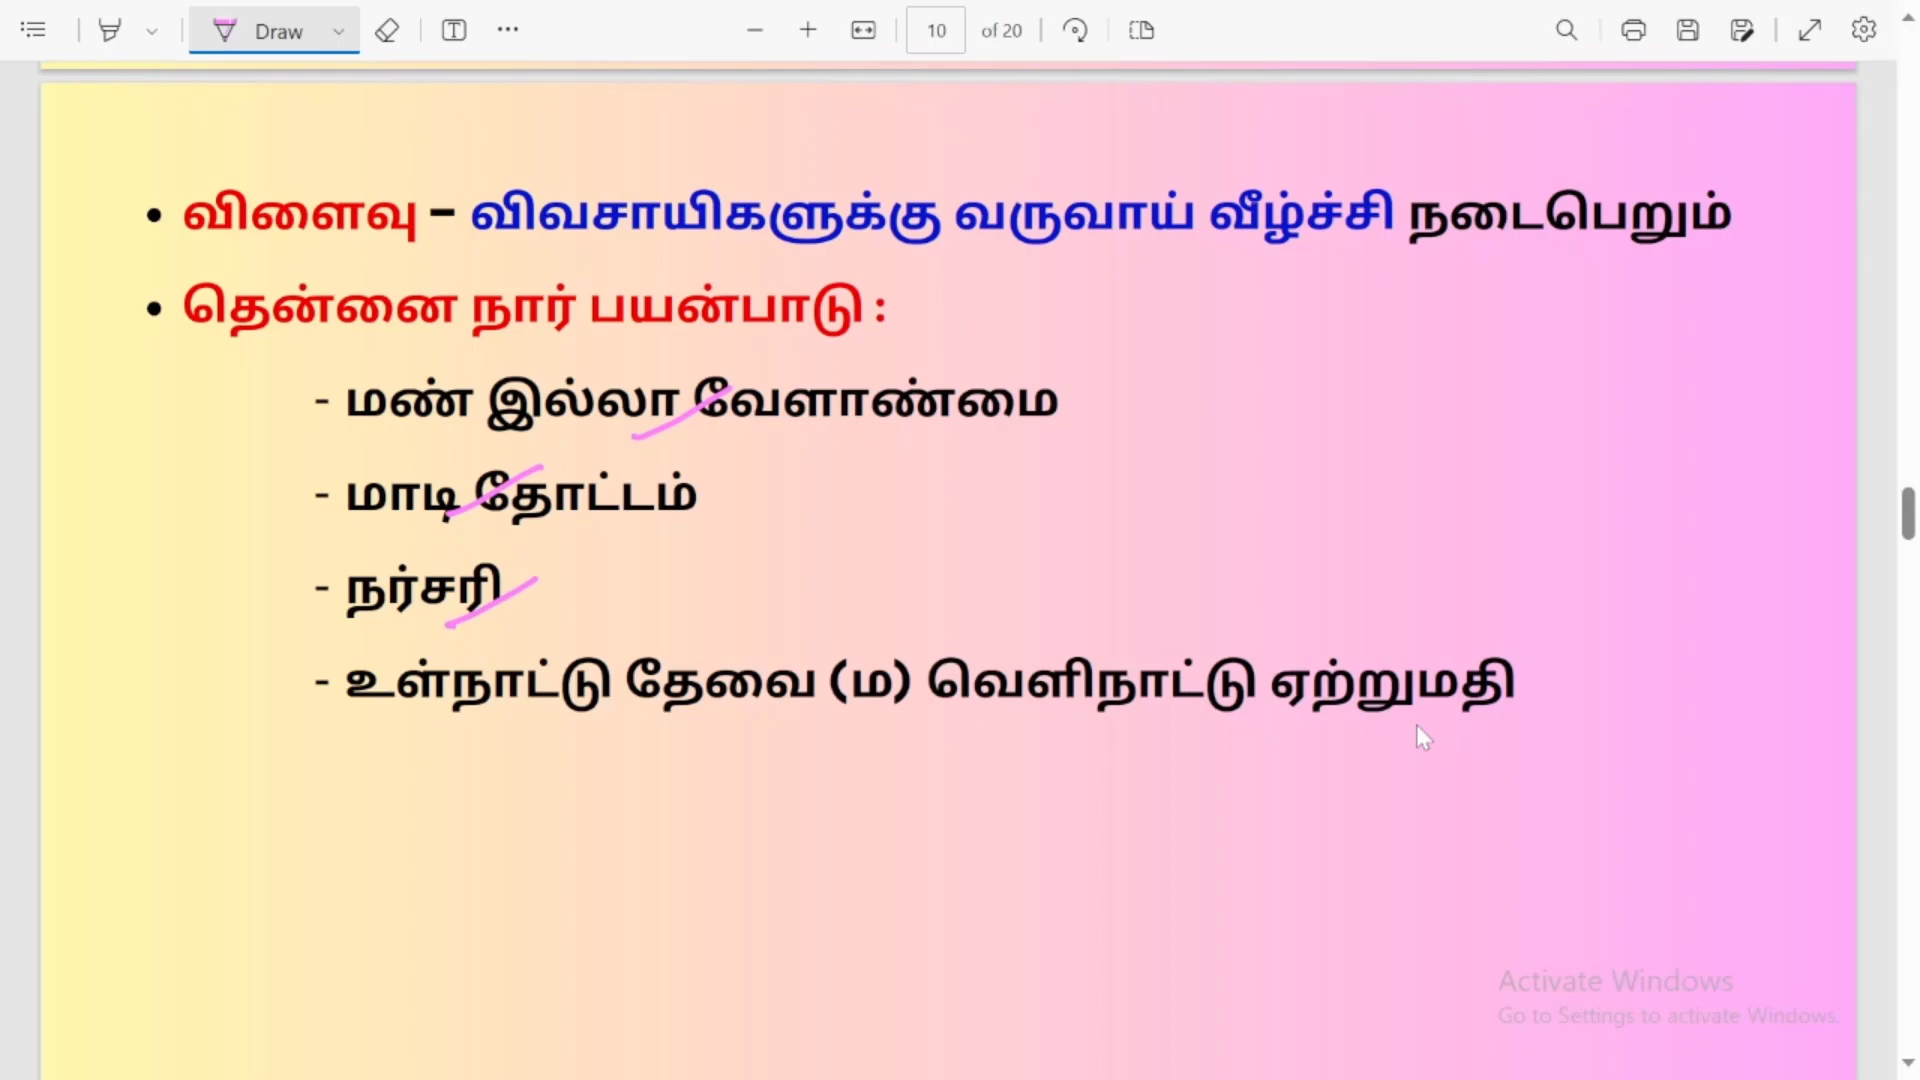 Draw
10 of 20
• விளைவு – விவசாயிகளுக்கு வருவாய் வீழ்ச்சி நடைபெறும்
• தென்னை நார் பயன்பாடு :
- மண் இல்லா வேளாண்மை
- மாடி தோட்டம்
- நர்சரி
- உள்நாட்டு தேவை (ம) வெளிநாட்டு ஏற்றுமதி
Activate Windows
Go to Settings to activate Windows.